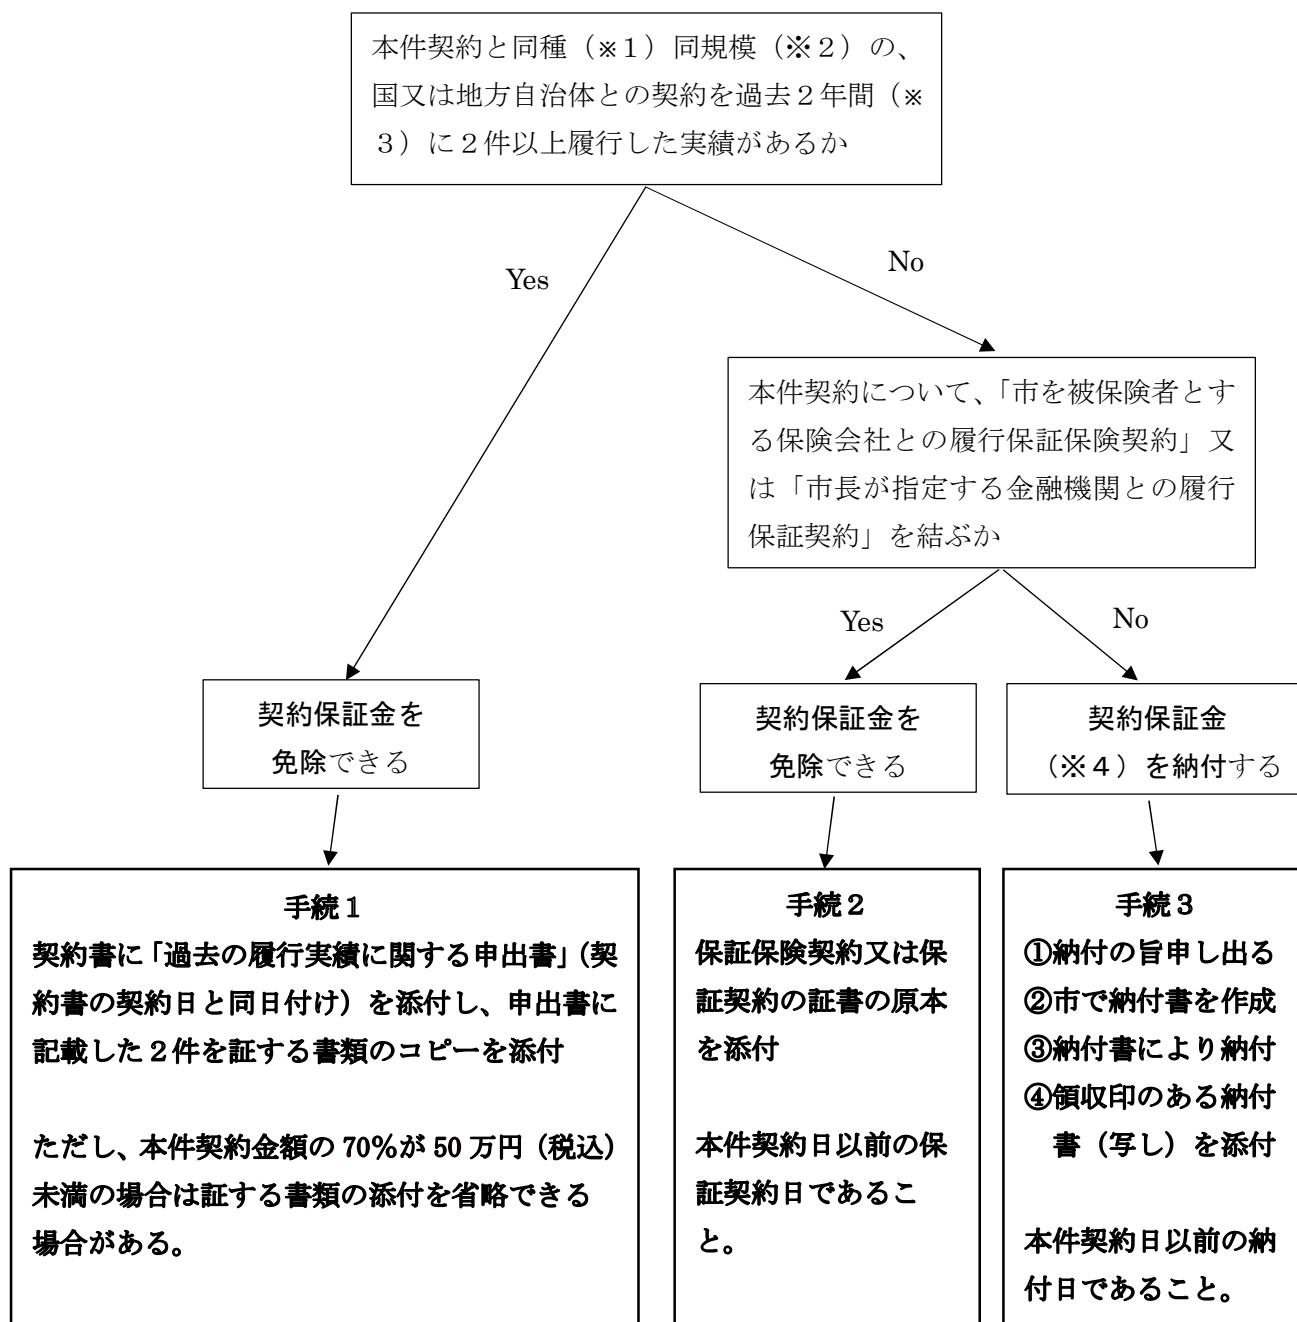 本件契約と同種（※１）同規模（※２）の、
国又は地方自治体との契約を過去２年間（※
３）に２件以上履行した実績があるか
Yes
No
本件契約について、「市を被保険者とす
る保険会社との履行保証保険契約」又
は「市長が指定する金融機関との履行
保証契約」を結ぶか
Yes
No
契約保証金を
免除できる
契約保証金を
免除できる
契約保証金
（※４）を納付する
手続１
契約書に「過去の履行実績に関する申出書」（契
約書の契約日と同日付け）を添付し、申出書に
記載した２件を証する書類のコピーを添付
ただし、本件契約金額の 70％が 50 万円（税込）
未満の場合は証する書類の添付を省略できる
場合がある。
手続２
保証保険契約又は保
証契約の証書の原本
を添付
本件契約日以前の保
証契約日であるこ
と。
手続３
①納付の旨申し出る
②市で納付書を作成
③納付書により納付
④領収印のある納付
書（写し）を添付
本件契約日以前の納
付日であること。